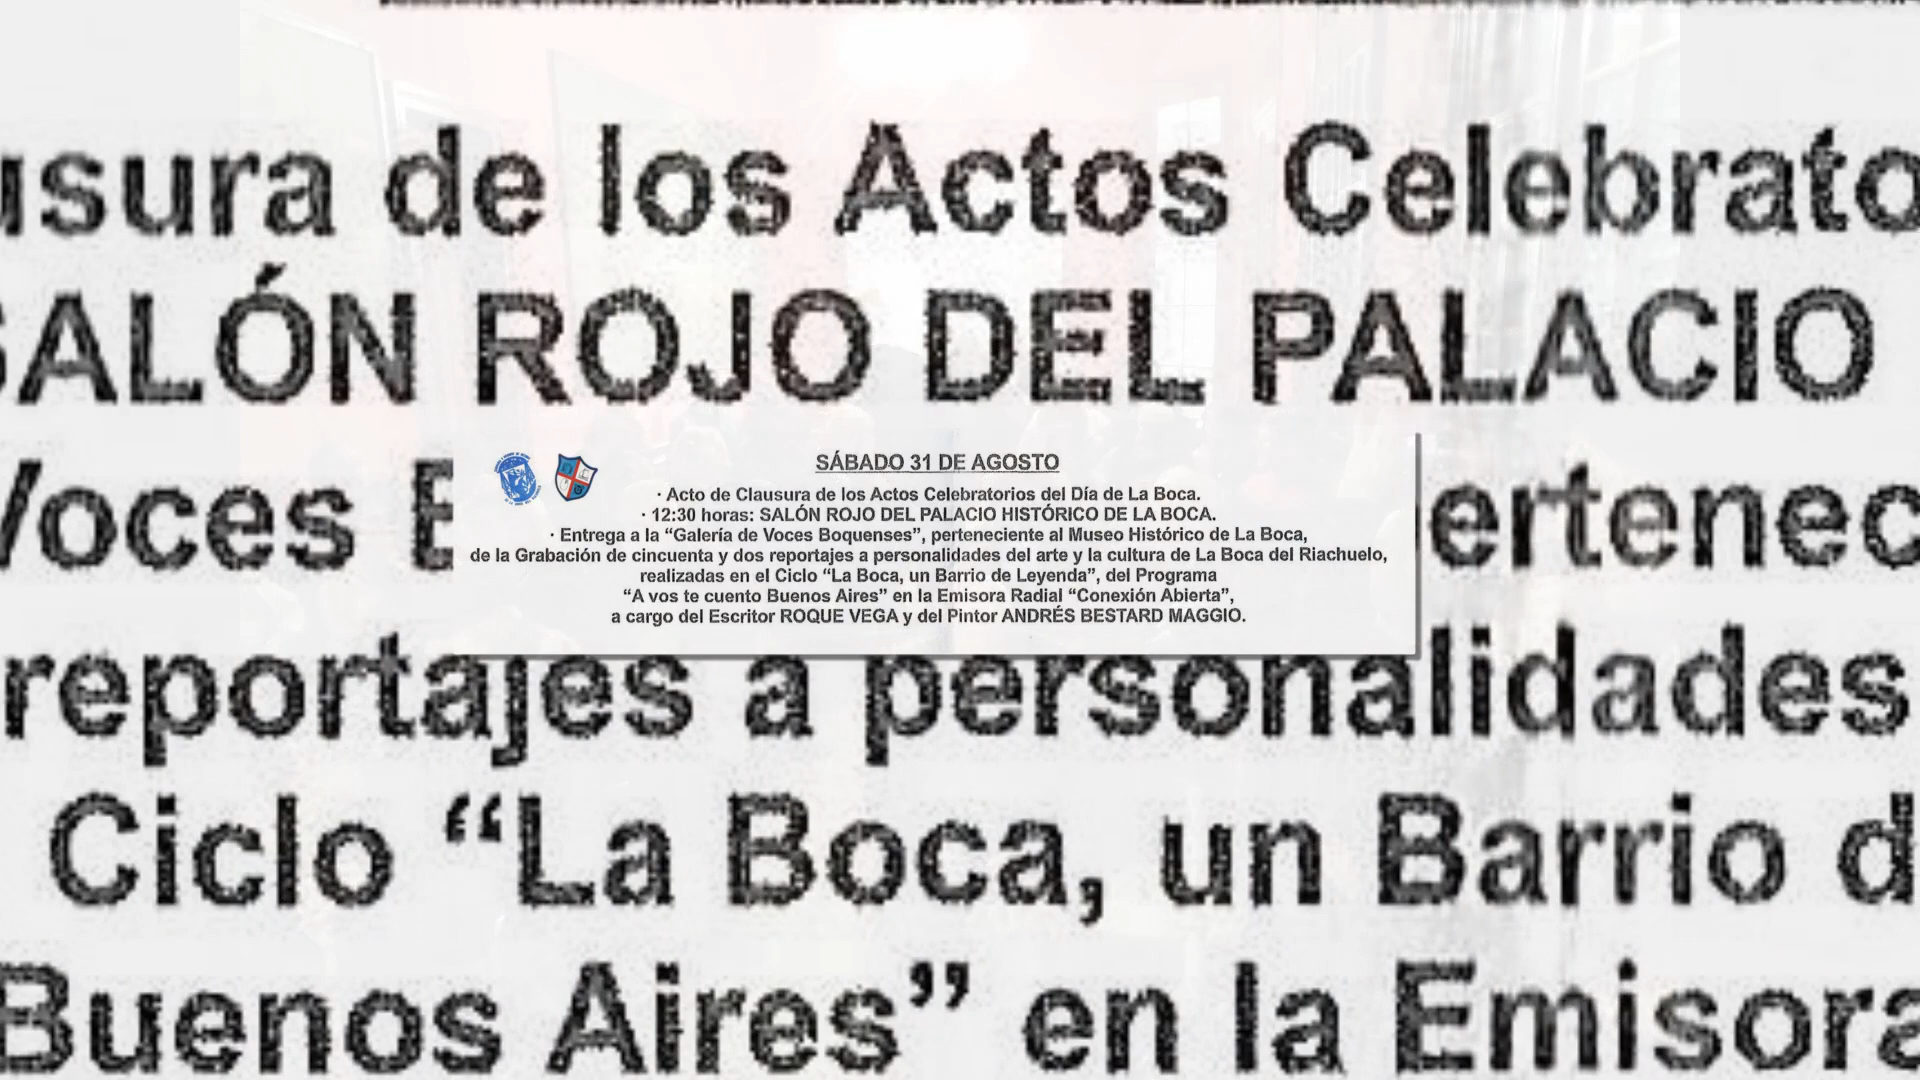 usura de los Actos Celebrato
SALÓN ROJO DEL PALACIO
Voces B
ertenec
SÁBADO 31 DE AGOSTO
· Acto de Clausura de los Actos Celebratorios del Día de La Boca.
· 12:30 horas: SALÓN ROJO DEL PALACIO HISTÓRICO DE LA BOCA.
· Entrega a la “Galería de Voces Boquenses”, perteneciente al Museo Histórico de La Boca,
de la Grabación de cincuenta y dos reportajes a personalidades del arte y la cultura de La Boca del Riachuelo,
realizadas en el Ciclo “La Boca, un Barrio de Leyenda”, del Programa
“A vos te cuento Buenos Aires” en la Emisora Radial “Conexión Abierta”,
a cargo del Escritor ROQUE VEGA y del Pintor ANDRÉS BESTARD MAGGIO.
reportajes a personalidades
Ciclo “La Boca, un Barrio d
Buenos Aires” en la Emisora